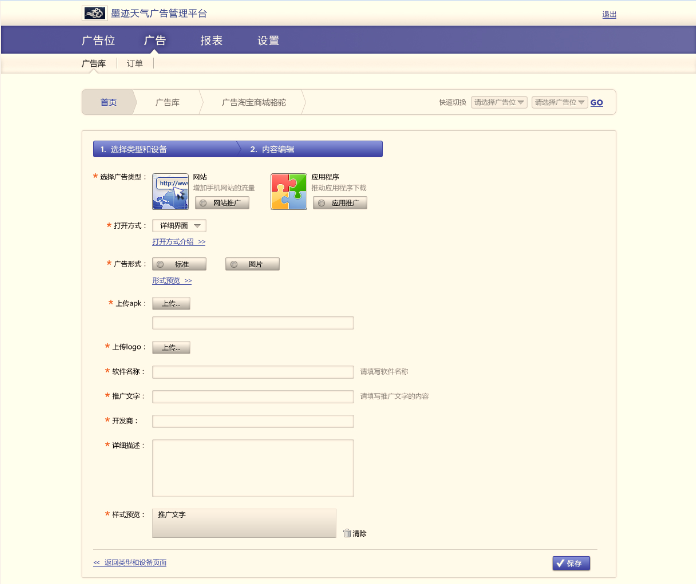 墨迹天气广告管理平台
退出
广告位 广告 报表 设置
广告库 订单
首页 广告库 广告淘宝商城骆驼 快速切换 请选择广告位 请选择广告位 GO
1. 选择类型和设备 2. 内容编辑
* 选择广告类型： 网站 应用程序
http://ww 增加手机网站的流量 推动应用程序下载
网站推广 应用推广
* 打开方式： 详细界面
打开方式介绍 >>
* 广告形式： 标准 图片
形式预览 >>
* 上传apk： 上传...
* 上传logo： 上传...
* 软件名称： 请填写软件名称
* 推广文字： 请填写推广文字的内容
* 开发商：
* 详细描述：
* 样式预览： 推广文字
清除
<< 返回类型和设备页面 保存